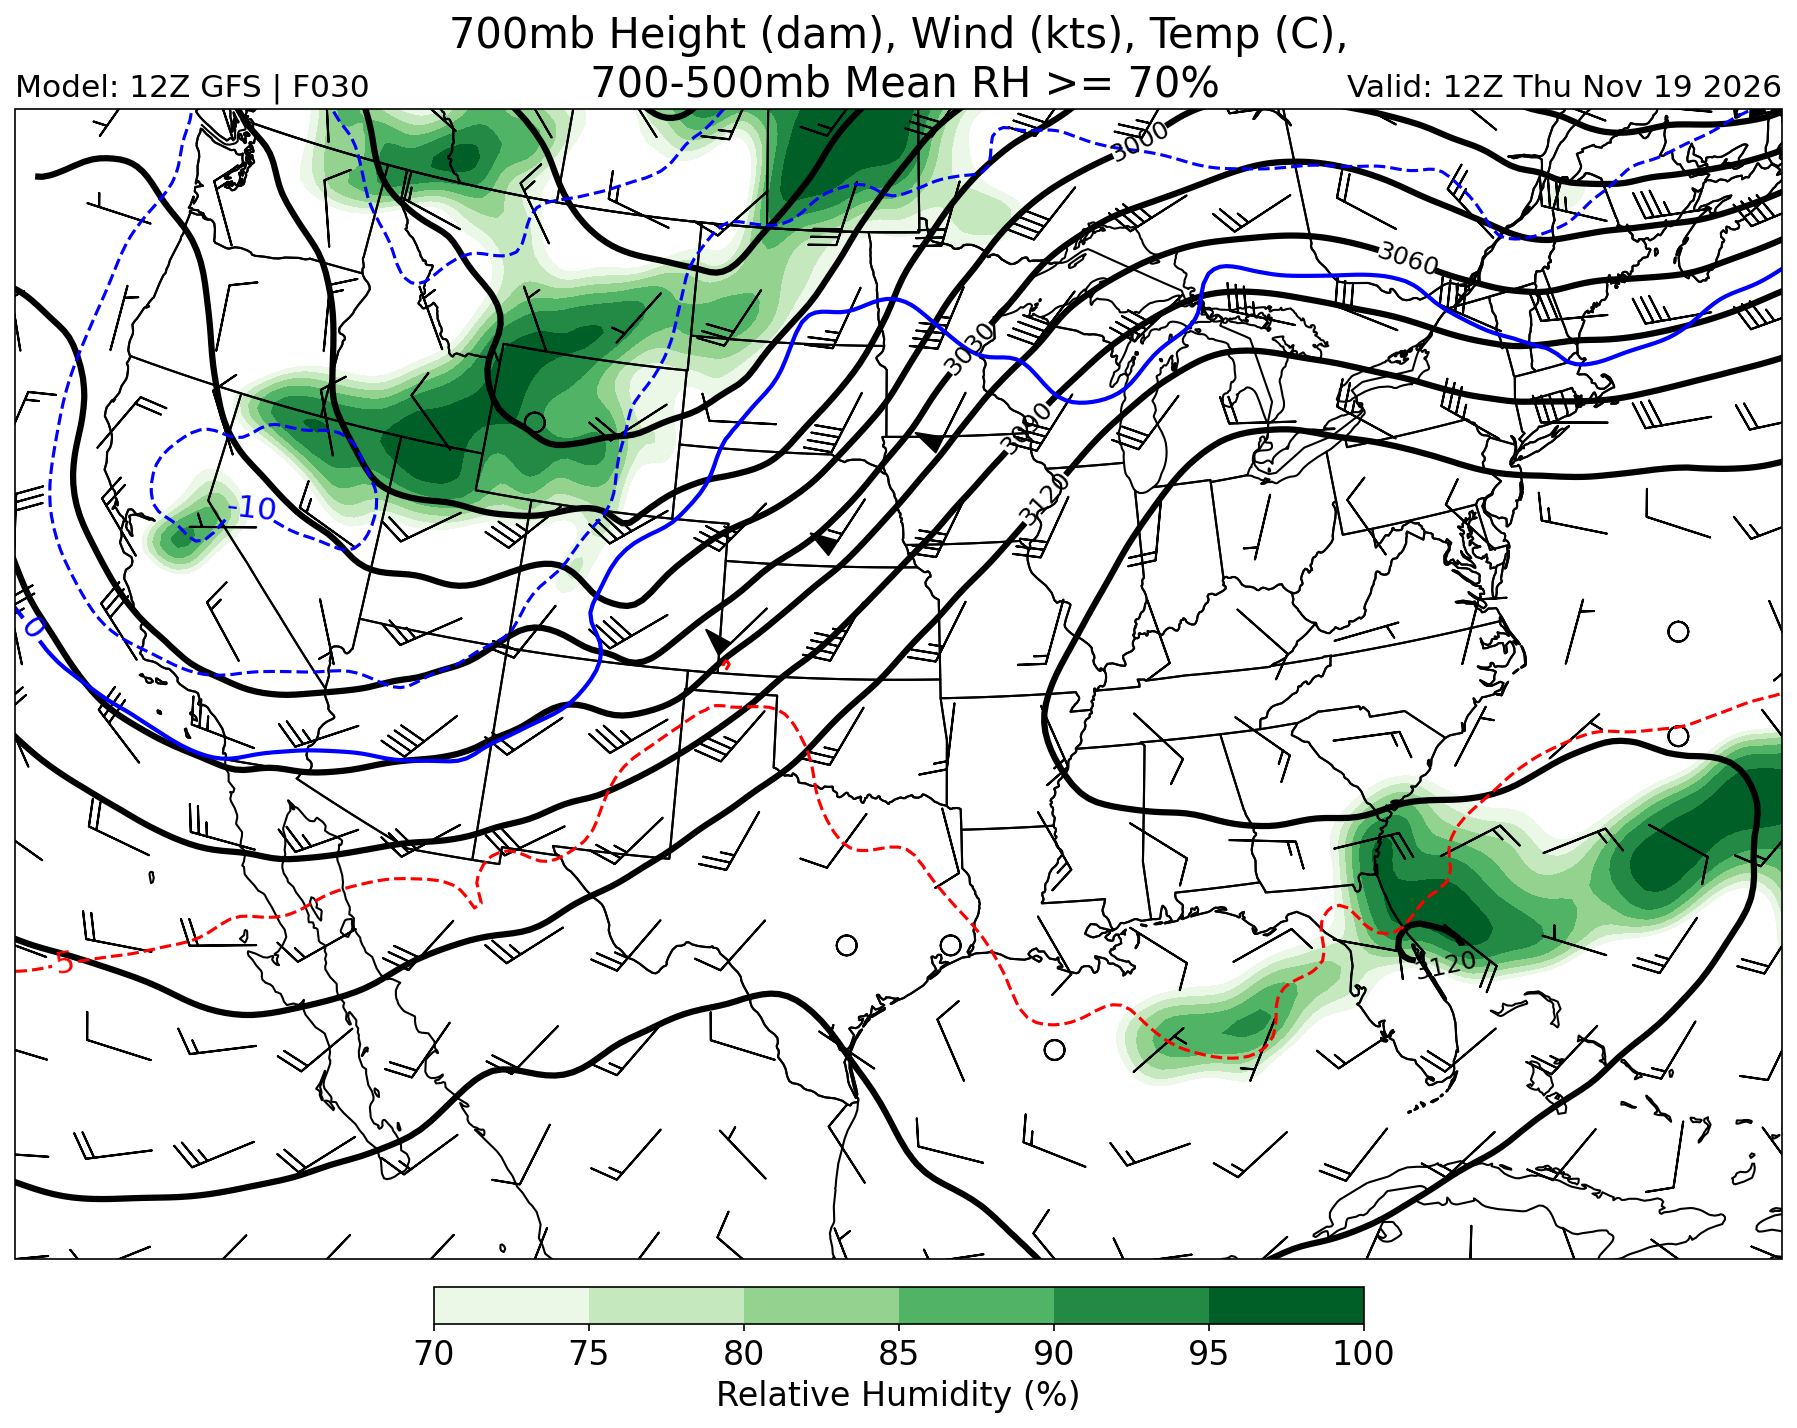 700mb Height (dam), Wind (kts), Temp (C),
Model: 12Z GFS | F030
700-500mb Mean RH >= 70%
Valid: 12Z Thu Nov 19 2026
3000
3060
3030
3090
3120
-10
0
5
5
3120
70 75 80 85 90 95 100
Relative Humidity (%)